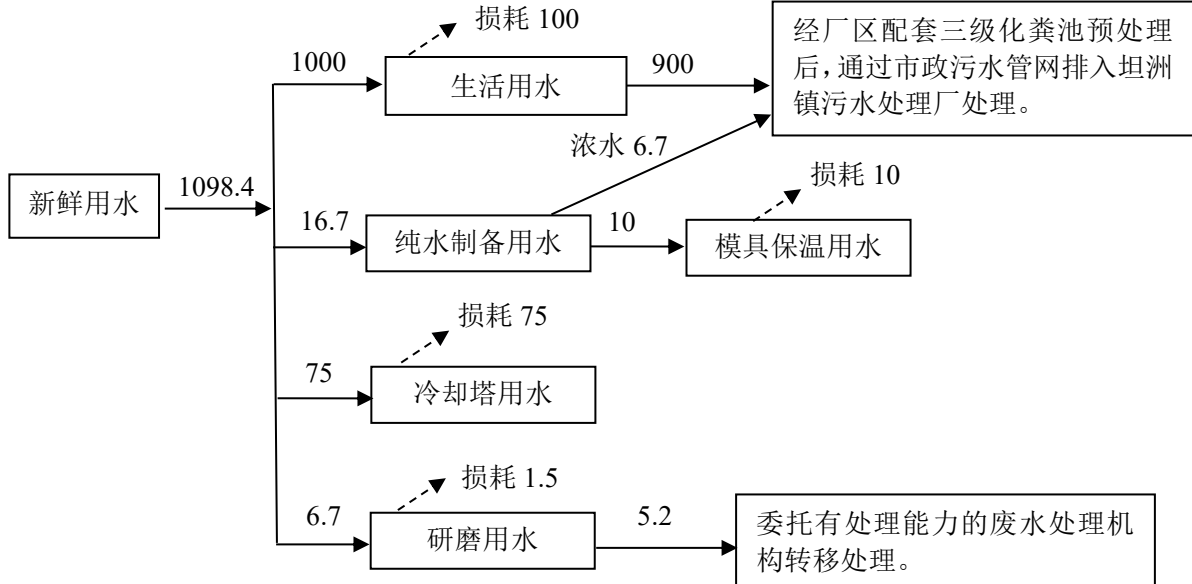 损耗 100
1000
生活用水
900
经厂区配套三级化粪池预处理
后，通过市政污水管网排入坦洲
镇污水处理厂处理。
浓水 6.7
新鲜用水
1098.4
损耗 10
16.7
纯水制备用水
10
模具保温用水
损耗 75
75
冷却塔用水
损耗 1.5
6.7
研磨用水
5.2
委托有处理能力的废水处理机
构转移处理。